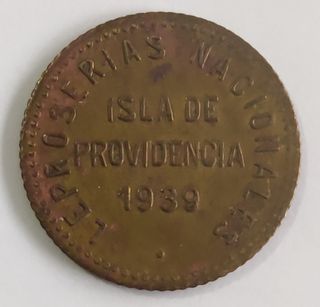 LEPROSERIAS NACIONALES
ISLA DE
PROVIDENCIA
1939